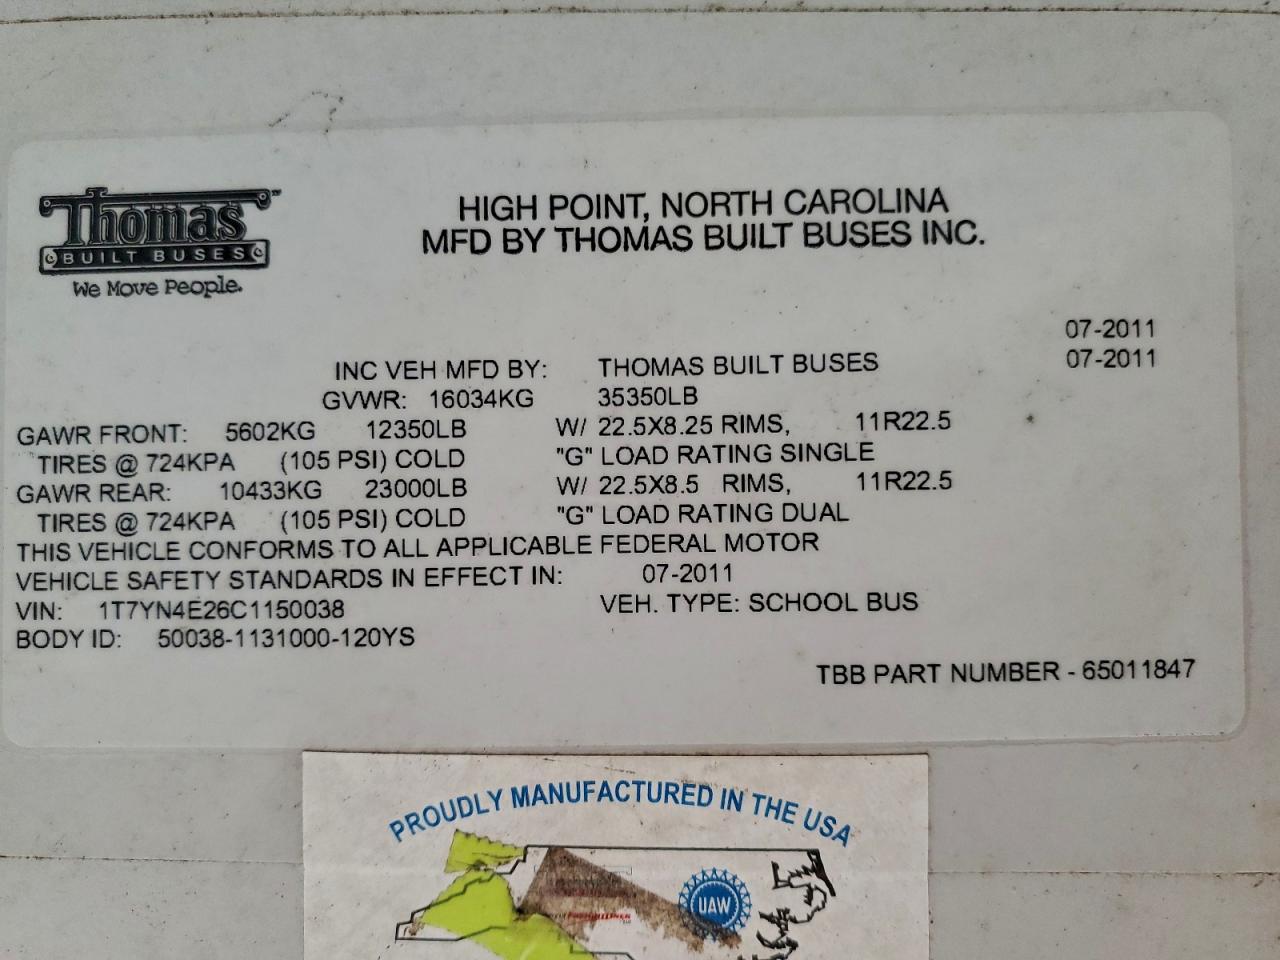 Thomas
BUILT BUSES
We Move People.
HIGH POINT, NORTH CAROLINA
MFD BY THOMAS BUILT BUSES INC.
07-2011
INC VEH MFD BY: THOMAS BUILT BUSES 07-2011
GVWR: 16034KG 35350LB
GAWR FRONT: 5602KG 12350LB W/ 22.5X8.25 RIMS, 11R22.5
TIRES @ 724KPA (105 PSI) COLD "G" LOAD RATING SINGLE
GAWR REAR: 10433KG 23000LB W/ 22.5X8.5 RIMS, 11R22.5
TIRES @ 724KPA (105 PSI) COLD "G" LOAD RATING DUAL
THIS VEHICLE CONFORMS TO ALL APPLICABLE FEDERAL MOTOR
VEHICLE SAFETY STANDARDS IN EFFECT IN: 07-2011
VIN: 1T7YN4E26C1150038 VEH. TYPE: SCHOOL BUS
BODY ID: 50038-1131000-120YS
TBB PART NUMBER - 65011847
PROUDLY MANUFACTURED IN THE USA
UAW